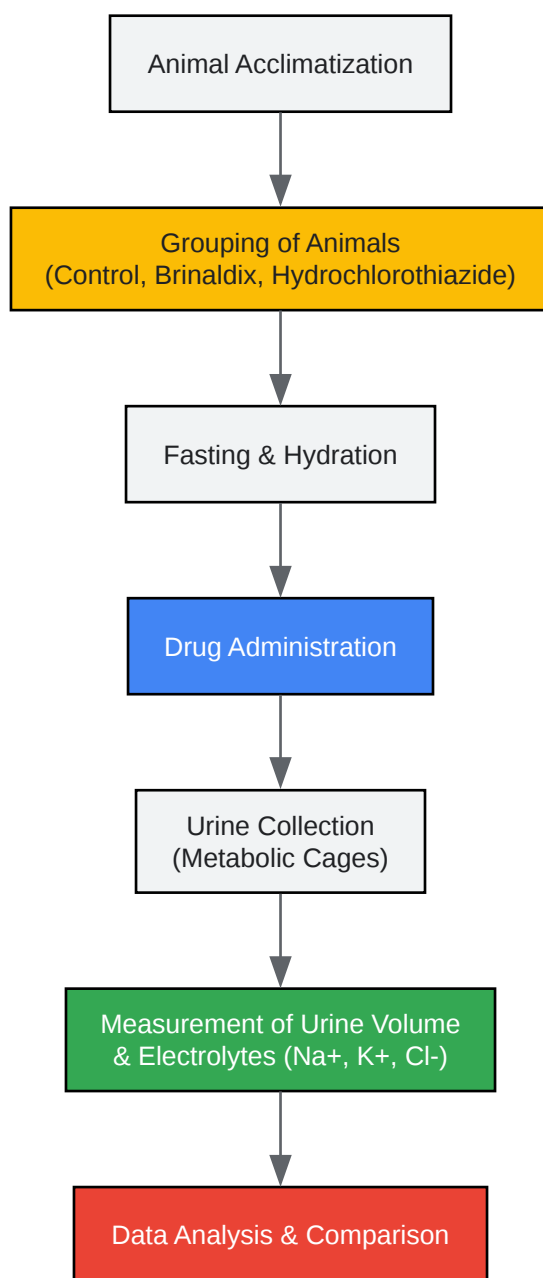 Animal Acclimatization
Grouping of Animals
(Control, Brinaldix, Hydrochlorothiazide)
Fasting & Hydration
Drug Administration
Urine Collection
(Metabolic Cages)
Measurement of Urine Volume
& Electrolytes (Na+, K+, Cl-)
Data Analysis & Comparison